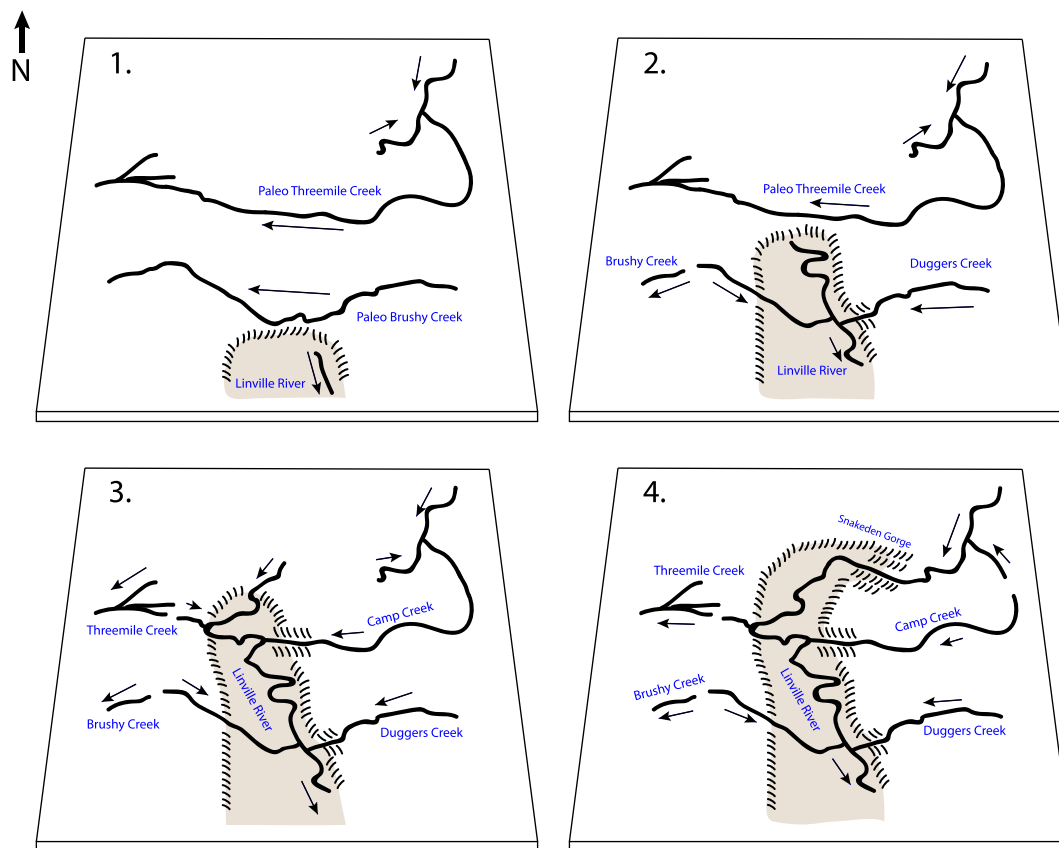 N
1.
Paleo Threemile Creek
Paleo Brushy Creek
Linville River
2.
Paleo Threemile Creek
Brushy Creek
Duggers Creek
Linville River
3.
Threemile Creek
Camp Creek
Linville River
Brushy Creek
Duggers Creek
4.
Snakeden Gorge
Threemile Creek
Camp Creek
Linville River
Brushy Creek
Duggers Creek